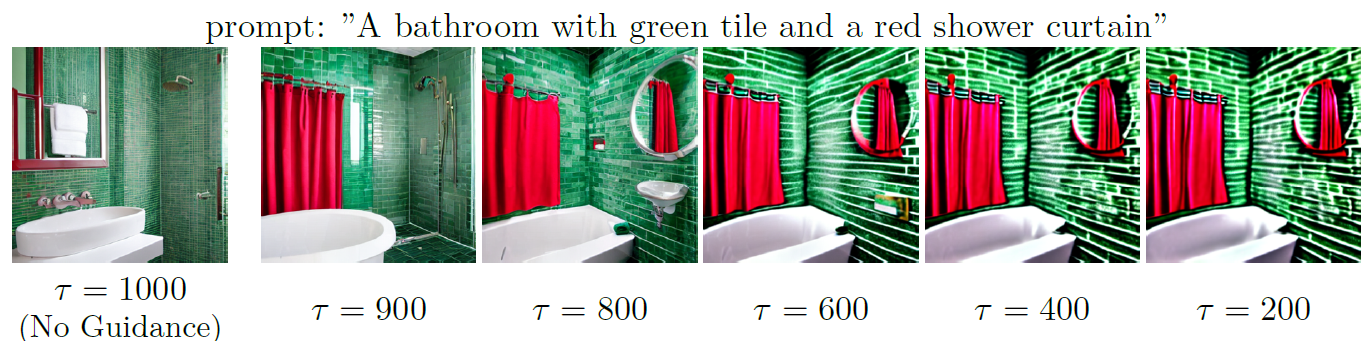 prompt: ”A bathroom with green tile and a red shower curtain”
τ = 1000
(No Guidance)
τ = 900
τ = 800
τ = 600
τ = 400
τ = 200